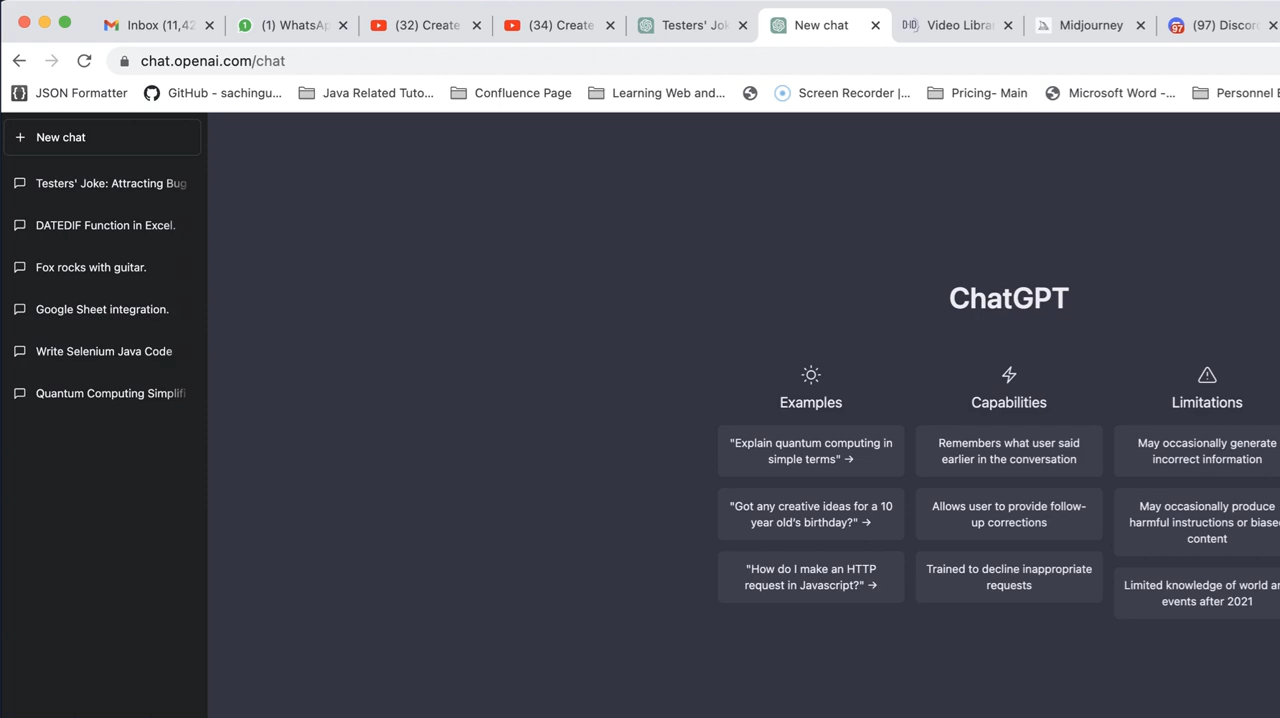 Inbox (11,42
(1) WhatsAp
(32) Create
(34) Create
Testers' Jok
New chat
D-ID
Video Libra
Midjourney
97
(97) Discor
chat.openai.com/chat
JSON Formatter
GitHub - sachingu...
Java Related Tuto...
Confluence Page
Learning Web and...
Screen Recorder |...
Pricing- Main
Microsoft Word -...
Personnel E
New chat
Testers' Joke: Attracting Bug
DATEDIF Function in Excel.
Fox rocks with guitar.
Google Sheet integration.
Write Selenium Java Code
Quantum Computing Simplifi
ChatGPT
Examples
"Explain quantum computing in
simple terms" →
"Got any creative ideas for a 10
year old's birthday?" →
"How do I make an HTTP
request in Javascript?" →
Capabilities
Remembers what user said
earlier in the conversation
Allows user to provide follow-
up corrections
Trained to decline inappropriate
requests
Limitations
May occasionally generate
incorrect information
May occasionally produce
harmful instructions or biase
content
Limited knowledge of world an
events after 2021